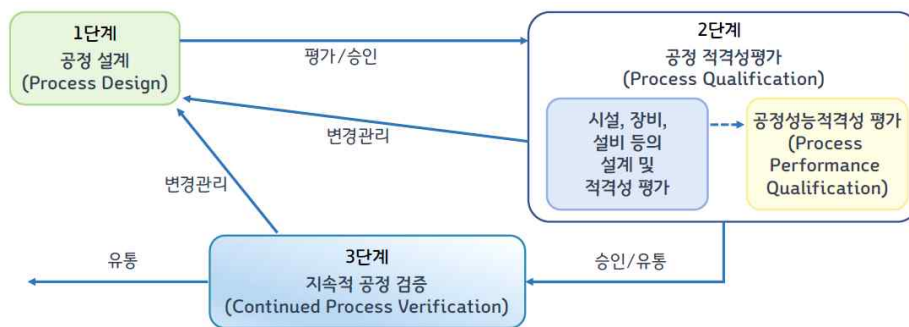 1단계
공정 설계
(Process Design)
평가/승인
2단계
공정 적격성평가
(Process Qualification)
시설, 장비,
설비 등의
설계 및
적격성 평가
공정성능적격성 평가
(Process
Performance
Qualification)
변경관리
변경관리
3단계
지속적 공정 검증
(Continued Process Verification)
승인/유통
유통